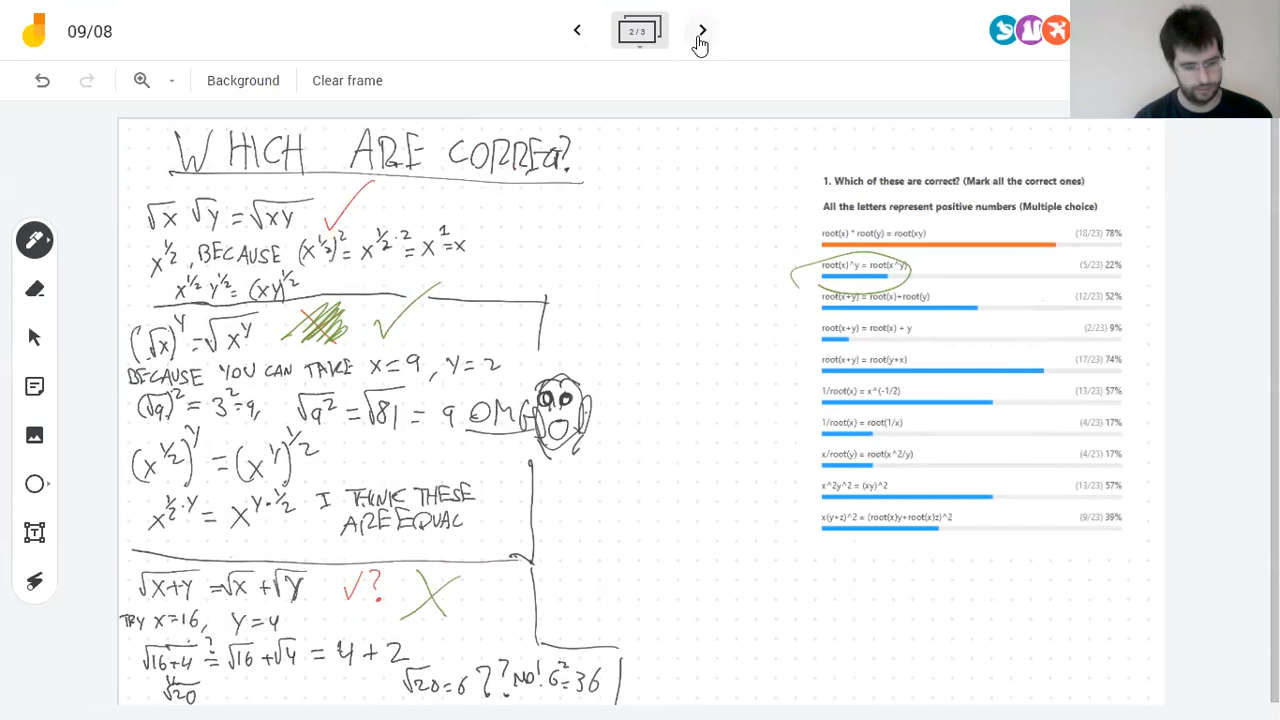 09/08
2 / 3
Background
Clear frame
WHICH ARE CORRECT?
√x √y = √xy
x^1/2, BECAUSE (x^1/2)^2 = x^1/2·2 = x^1 = x
x^1/2 y^1/2 = (xy)^1/2
(√x)^y = √x^y
BECAUSE YOU CAN TAKE x=9, y=2
(√9)^2 = 3^2=9, √9^2 = √81 = 9 OMG
(x^1/2)^y = (x^y)^1/2
x^1/2·y = x^y·1/2 I THINK THESE
ARE EQUAL
√x+y = √x + √y ?
TRY x=16, y=4
√16+4 ?= √16 + √4 = 4 + 2
√20
√20 = 6 ?? NO! 6^2=36
1. Which of these are correct? (Mark all the correct ones)
All the letters represent positive numbers (Multiple choice)
root(x) * root(y) = root(xy) (18/23) 78%
root(x)^y = root(x^y) (5/23) 22%
root(x+y) = root(x)+root(y) (12/23) 52%
root(x+y) = root(x) + y (2/23) 9%
root(x+y) = root(y+x) (17/23) 74%
1/root(x) = x^(-1/2) (13/23) 57%
1/root(x) = root(1/x) (4/23) 17%
x/root(y) = root(x^2/y) (4/23) 17%
x^2y^2 = (xy)^2 (13/23) 57%
x(y+z)^2 = (root(x)y+root(x)z)^2 (9/23) 39%